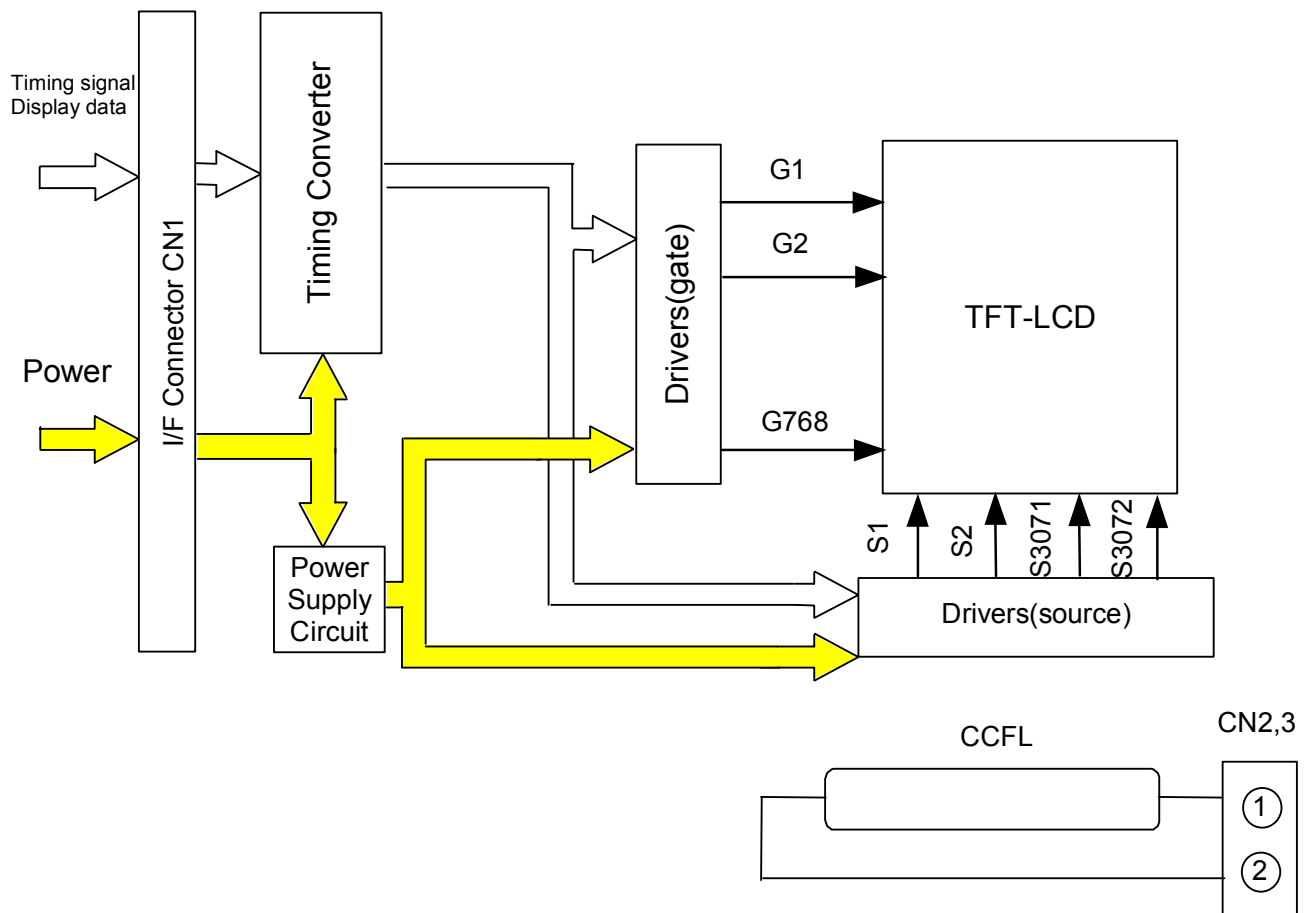 Timing signal
Display data
Power
I/F Connector CN1
Timing Converter
Power
Supply
Circuit
Drivers(gate)
G1
G2
G768
TFT-LCD
S1
S2
S3071
S3072
Drivers(source)
CCFL
CN2,3
1
2